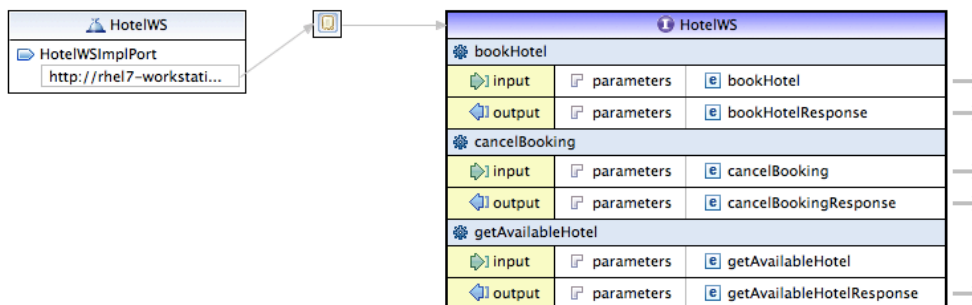 HotelWS
HotelWSImplPort
http://rhel7-workstati...
HotelWS
bookHotel
input parameters e bookHotel
output parameters e bookHotelResponse
cancelBooking
input parameters e cancelBooking
output parameters e cancelBookingResponse
getAvailableHotel
input parameters e getAvailableHotel
output parameters e getAvailableHotelResponse